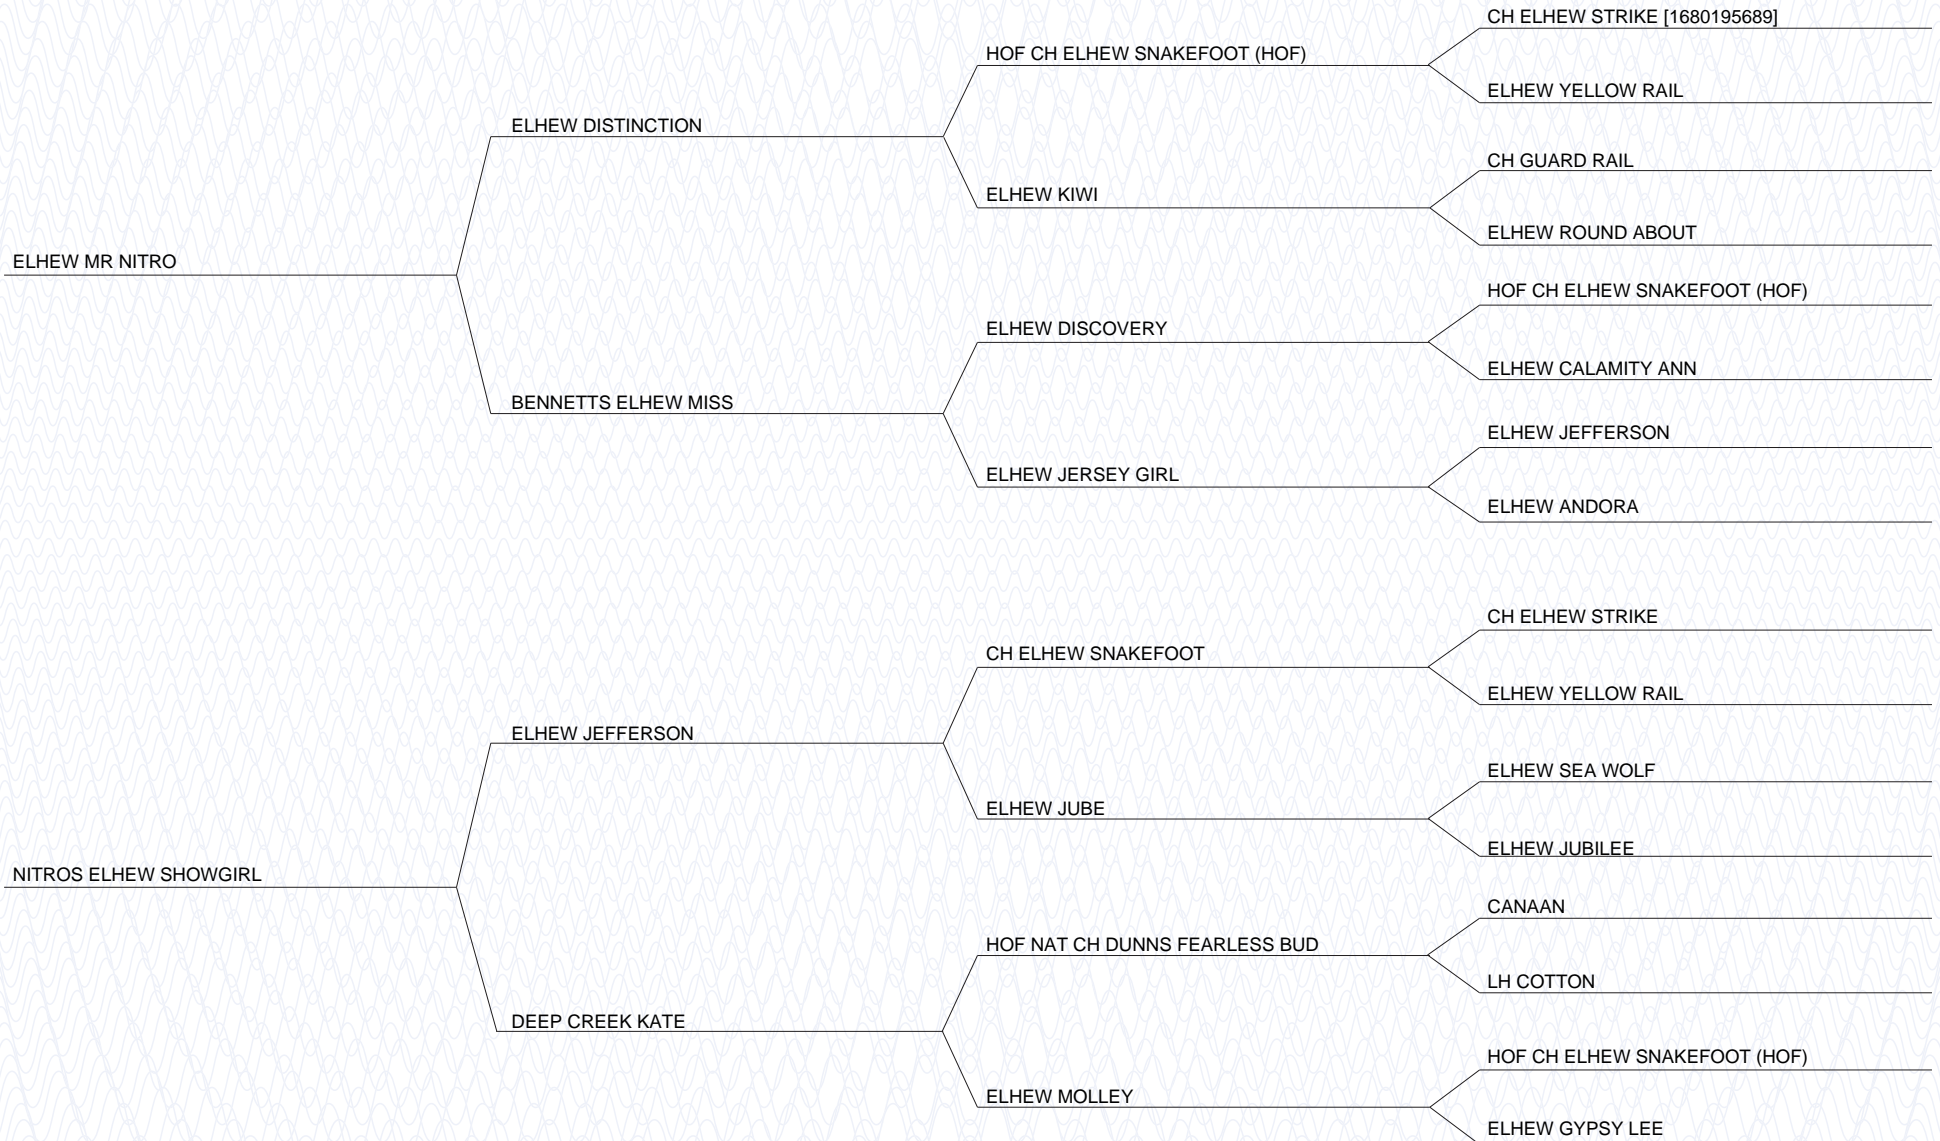 CH ELHEW STRIKE [1680195689]
HOF CH ELHEW SNAKEFOOT (HOF)
ELHEW YELLOW RAIL
ELHEW DISTINCTION
CH GUARD RAIL
ELHEW KIWI
ELHEW ROUND ABOUT
ELHEW MR NITRO
HOF CH ELHEW SNAKEFOOT (HOF)
ELHEW DISCOVERY
ELHEW CALAMITY ANN
BENNETTS ELHEW MISS
ELHEW JEFFERSON
ELHEW JERSEY GIRL
ELHEW ANDORA
CH ELHEW STRIKE
CH ELHEW SNAKEFOOT
ELHEW YELLOW RAIL
ELHEW JEFFERSON
ELHEW SEA WOLF
ELHEW JUBE
ELHEW JUBILEE
NITROS ELHEW SHOWGIRL
CANAAN
HOF NAT CH DUNNS FEARLESS BUD
LH COTTON
DEEP CREEK KATE
HOF CH ELHEW SNAKEFOOT (HOF)
ELHEW MOLLEY
ELHEW GYPSY LEE